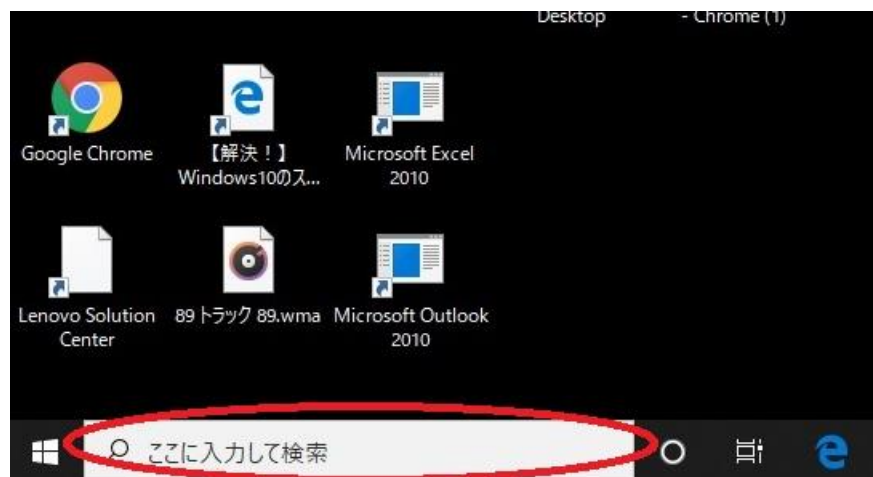 Desktop - Chrome (1)
Google Chrome
【解決！】
Windows10のス...
Microsoft Excel
2010
Lenovo Solution
Center
89 トラック 89.wma
Microsoft Outlook
2010
ここに入力して検索